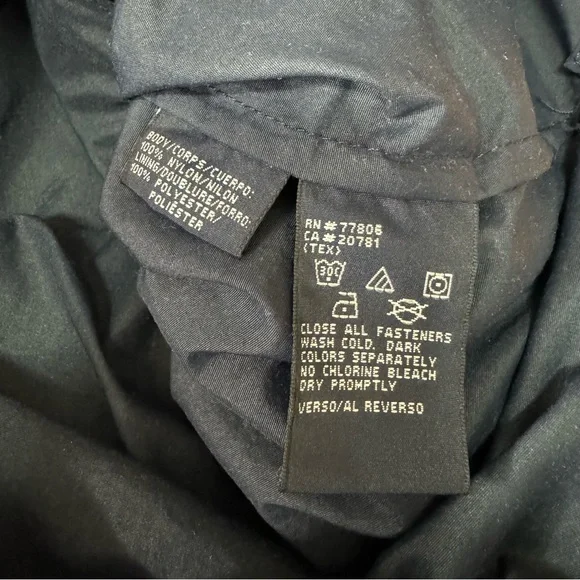 BODY/CORPS/CUERPO:
100% NYLON/NILON
LINING/DOUBLURE/FORRO:
100% POLYESTER/
POLIÉSTER
RN#77806
CA#20781
(TEX)
30C
CLOSE ALL FASTENERS
WASH COLD. DARK
COLORS SEPARATELY
NO CHLORINE BLEACH
DRY PROMPTLY
VERSO/AL REVERSO